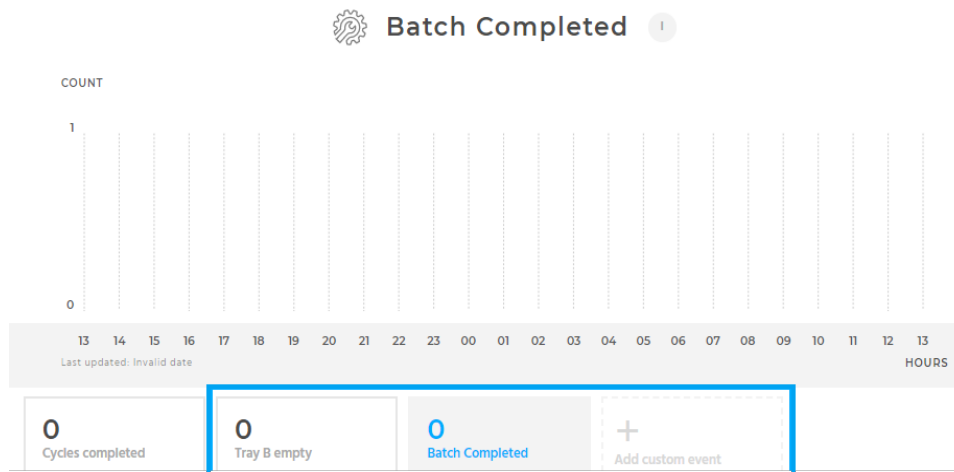 Batch Completed I
COUNT
1
0
13 14 15 16 17 18 19 20 21 22 23 00 01 02 03 04 05 06 07 08 09 10 11 12 13
Last updated: Invalid date
HOURS
0
Cycles completed
0
Tray B empty
0
Batch Completed
+
Add custom event